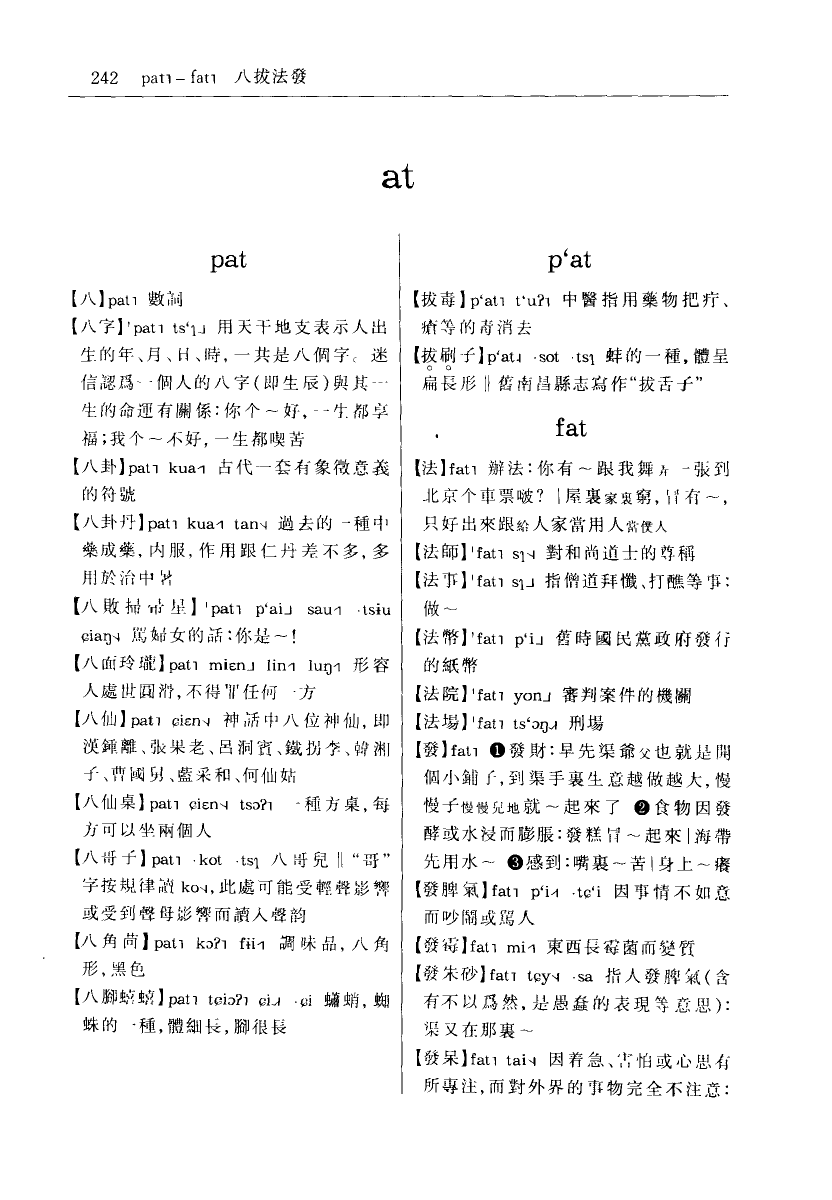 242 pat˥ – fat˥ 八拔法發
at
pat
【八】pat˥ 數詞
【八字】'pat˥ tsʻɿ˩ 用天干地支表示人出
生的年、月、日、時,一共是八個字。迷
信認爲一個人的八字(即生辰)與其一
生的命運有關係:你个～好,一生都享
福;我个～不好,一生都喫苦
【八卦】pat˥ kua˧ 古代一套有象徵意義
的符號
【八卦丹】pat˥ kua˧ tan 過去的一種中
藥成藥,内服,作用跟仁丹差不多,多
用於治中暑
【八敗掃帚星】'pat˥ pʻai˩ sau˧ ·tsiu
ɕiaŋ 駡婦女的話:你是～!
【八面玲瓏】pat˥ miɛn˩ lin˧ luŋ˧ 形容
人處世圓滑,不得罪任何一方
【八仙】pat˥ ɕiɛn 神話中八位神仙,即
漢鍾離、張果老、呂洞賓、鐵拐李、韓湘
子、曹國舅、藍采和、何仙姑
【八仙桌】pat˥ ɕiɛn tsɔʔ˥ 一種方桌,每
方可以坐兩個人
【八哥子】pat˥ ·kot ·tsɿ 八哥兒‖“哥”
字按規律讀 ko,此處可能受輕聲影響
或受到聲母影響而讀入聲韵
【八角茴】pat˥ kɔʔ˥ fɨi˧ 調味品,八角
形,黑色
【八腳蟢蟢】pat˥ tɕiɔʔ˥ ɕi ·ɕi 蠨蛸,蜘
蛛的一種,體細長,腳很長
pʻat
【拔毒】pʻat˥ tʻuʔ˥ 中醫指用藥物把疔、
瘡等的毒消去
【拔刷子】pʻat ·sot ·tsɿ 蚌的一種,體呈
扁長形‖舊南昌縣志寫作“拔舌子”
fat
【法】fat˥ 辦法:你有～跟我舞弄一張到
北京个車票啵?|屋裏家裏窮,冇有～,
只好出來跟給人家當用人當僕人
【法師】'fat˥ sɿ 對和尚道士的尊稱
【法事】'fat˥ sɿ˩ 指僧道拜懺、打醮等事:
做～
【法幣】'fat˥ pʻi˩ 舊時國民黨政府發行
的紙幣
【法院】'fat˥ yon˩ 審判案件的機關
【法場】'fat˥ tsʻɔŋ 刑場
【發】fat˥ ❶發財:早先渠爺父也就是開
個小鋪子,到渠手裏生意越做越大,慢
慢子慢慢兒地就～起來了 ❷食物因發
酵或水浸而膨脹:發糕冒～起來|海帶
先用水～ ❸感到:嘴裏～苦|身上～癢
【發脾氣】fat˥ pʻi ·tɕʻi 因事情不如意
而吵鬧或駡人
【發霉】fat˥ mi˧ 東西長霉菌而變質
【發朱砂】fat˥ tɕy ·sa 指人發脾氣(含
有不以爲然,是愚蠢的表現等意思):
渠又在那裏～
【發呆】fat˥ tai 因着急、害怕或心思有
所專注,而對外界的事物完全不注意: